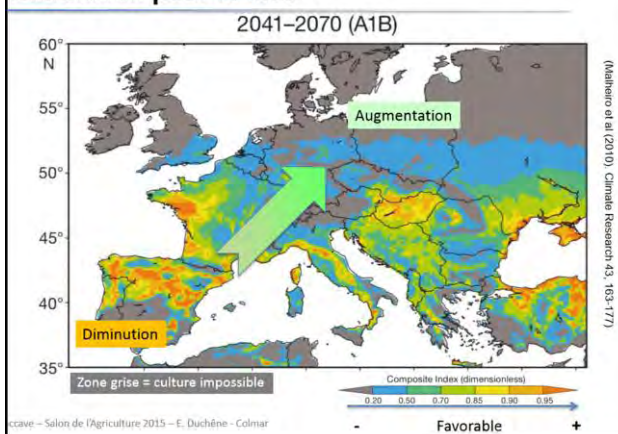 2041–2070 (A1B)
60°
N
55°
50°
45°
40°
35°
Augmentation
Diminution
Zone grise = culture impossible
Composite Index (dimensionless)
0.20 0.50 0.70 0.85 0.90 0.95
- Favorable +
(Malheiro et al (2010), Climate Research 43, 163-177)
ccave – Salon de l'Agriculture 2015 – E. Duchêne - Colmar